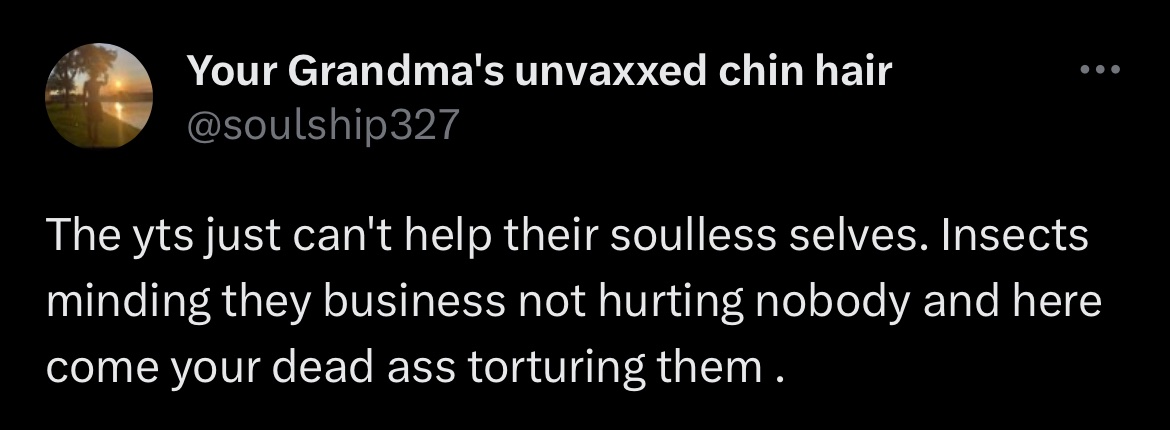 Your Grandma's unvaxxed chin hair
@soulship327
The yts just can't help their soulless selves. Insects
minding they business not hurting nobody and here
come your dead ass torturing them .